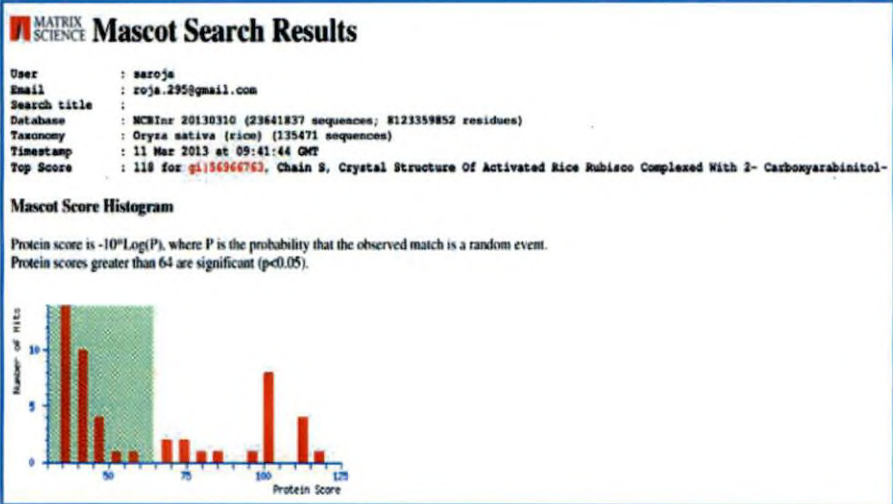 MATRIX
SCIENCE Mascot Search Results
User : saroja
Email : roja.295@gmail.com
Search title :
Database : NCBInr 20130310 (23641837 sequences; 8123359852 residues)
Taxonomy : Oryza sativa (rice) (135471 sequences)
Timestamp : 11 Mar 2013 at 09:41:44 GMT
Top Score : 118 for gi|56966763, Chain S, Crystal Structure Of Activated Rice Rubisco Complexed With 2- Carboxyarabinitol-
Mascot Score Histogram
Protein score is -10*Log(P), where P is the probability that the observed match is a random event.
Protein scores greater than 64 are significant (p<0.05).
Number of Hits
10
5
0
50 75 100 125
Protein Score